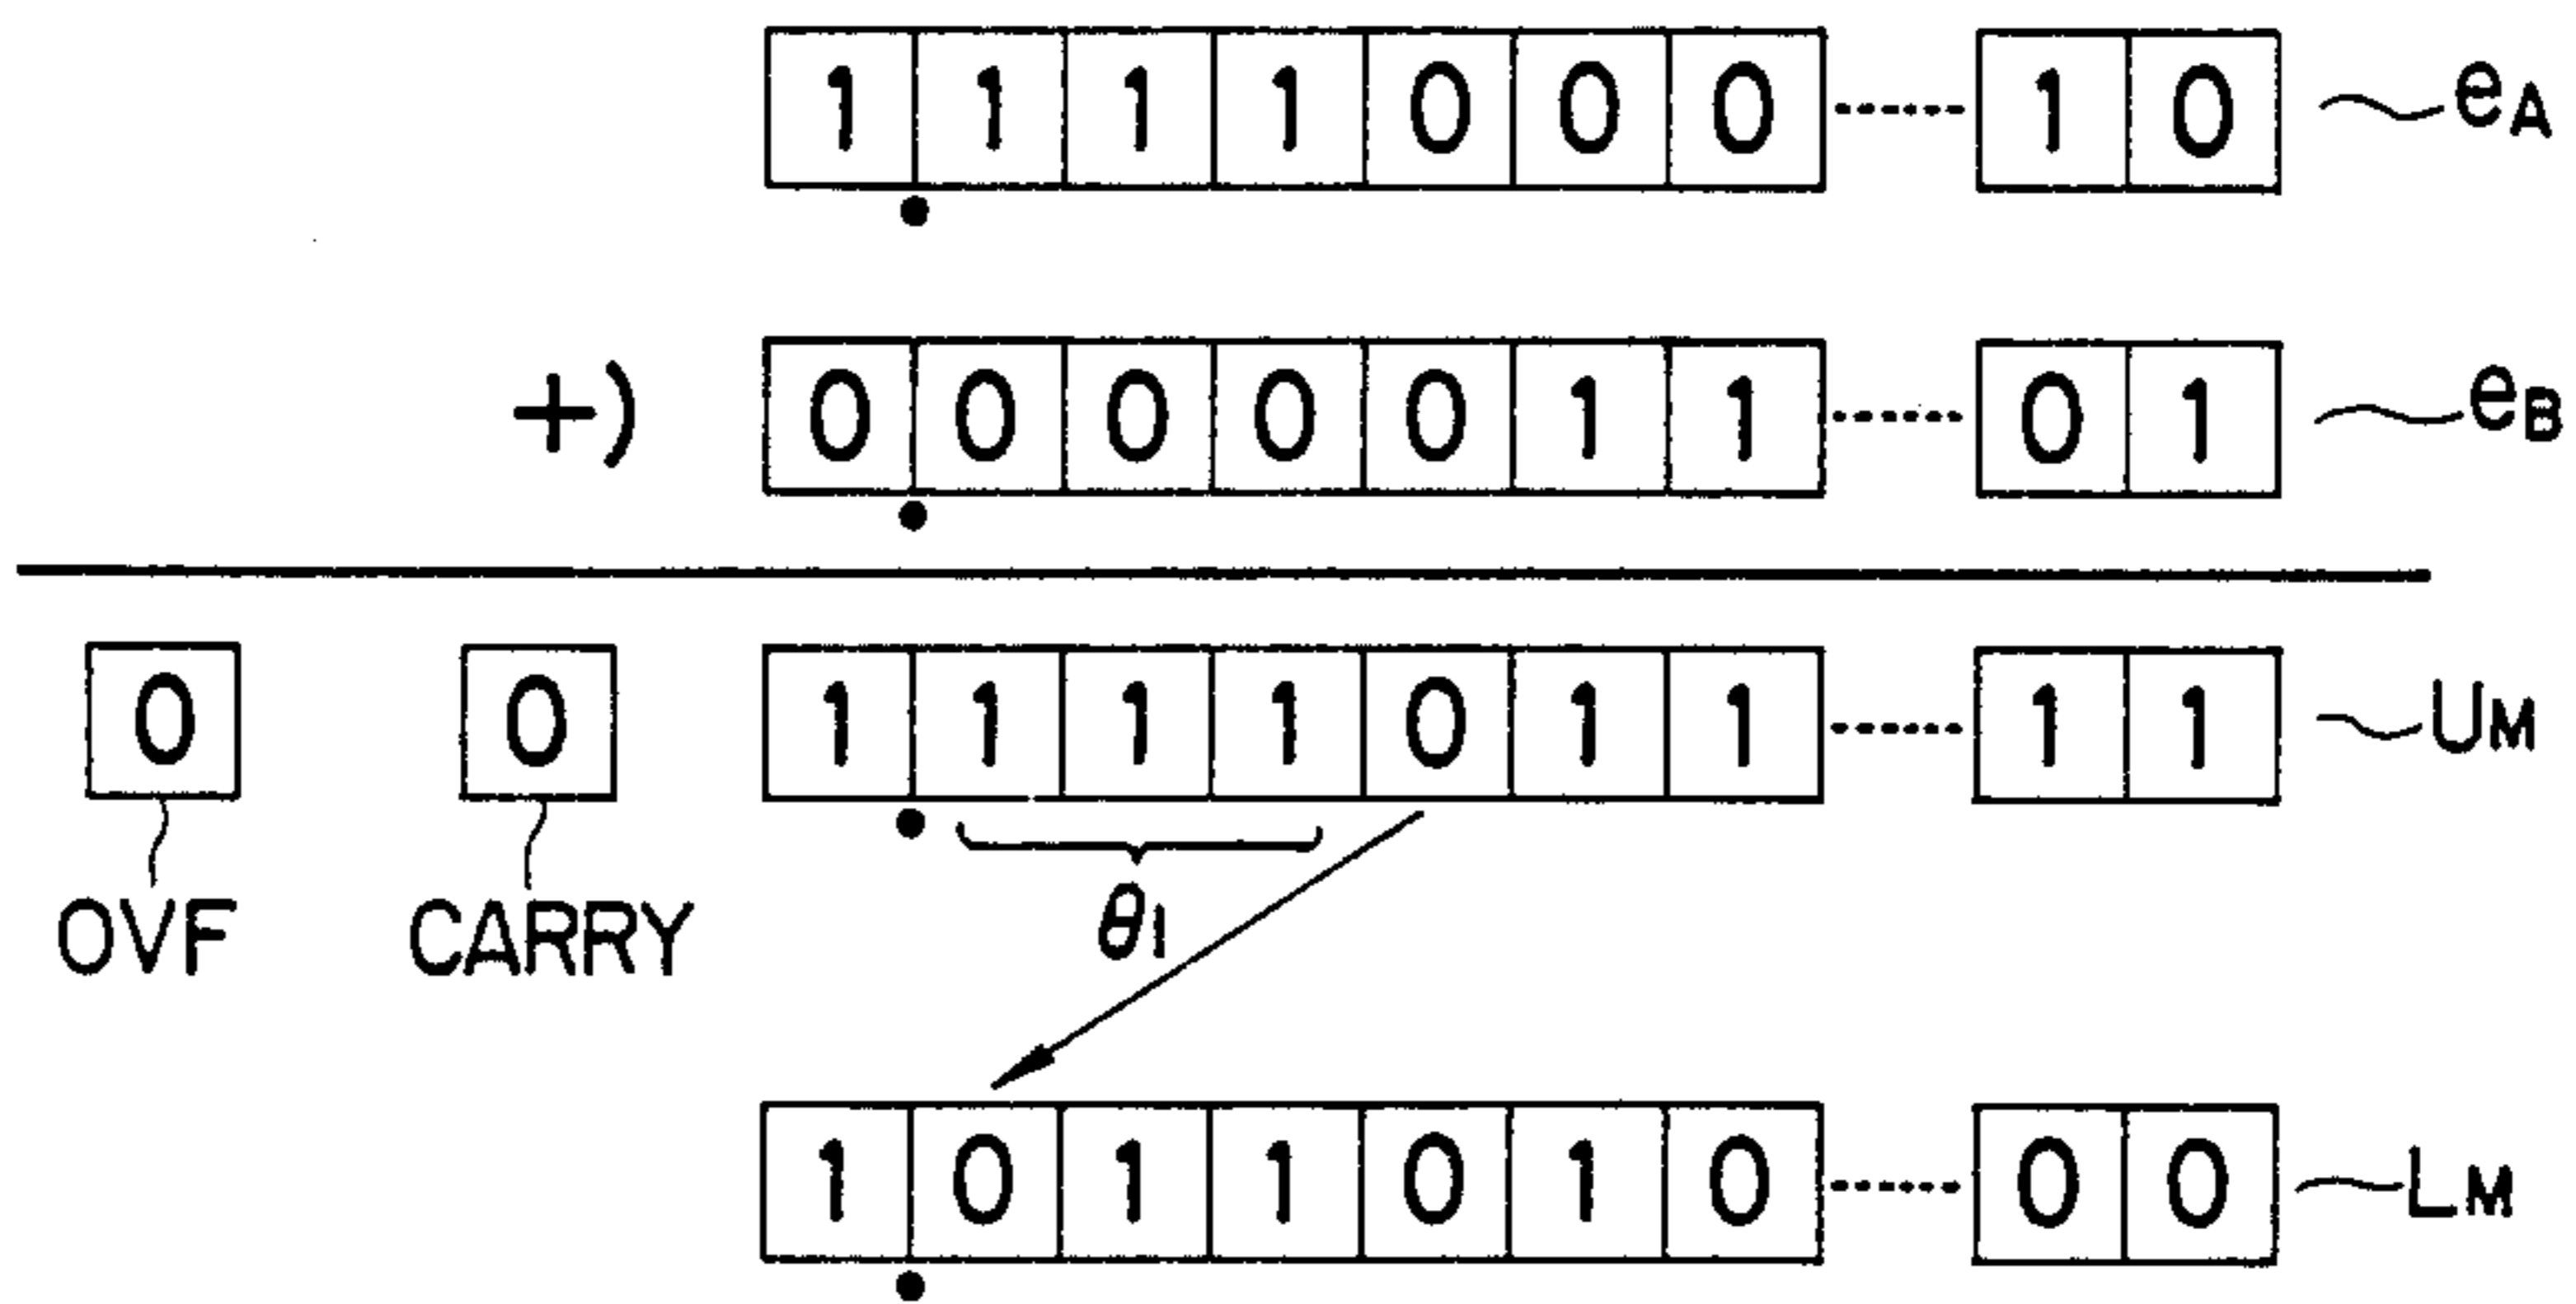 1 1 1 1 0 0 0 ...... 1 0 eA
+) 0 0 0 0 0 1 1 ...... 0 1 eB
0 0 1 1 1 1 0 1 1 ...... 1 1 UM
OVF CARRY θ1
1 0 1 1 0 1 0 ...... 0 0 LM